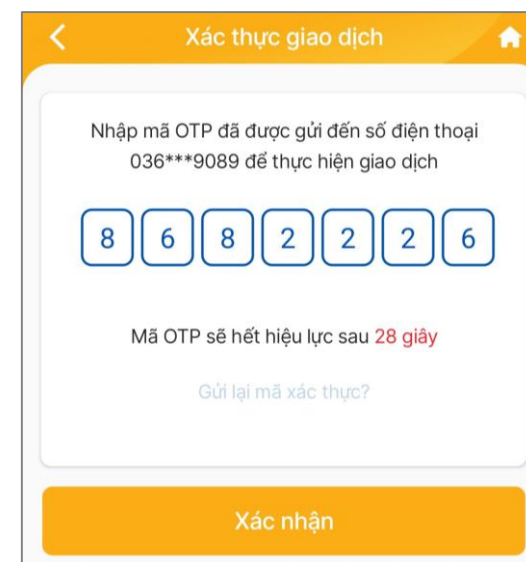 Xác thực giao dịch
Nhập mã OTP đã được gửi đến số điện thoại
036***9089 để thực hiện giao dịch
8 6 8 2 2 2 6
Mã OTP sẽ hết hiệu lực sau 28 giây
Gửi lại mã xác thực?
Xác nhận